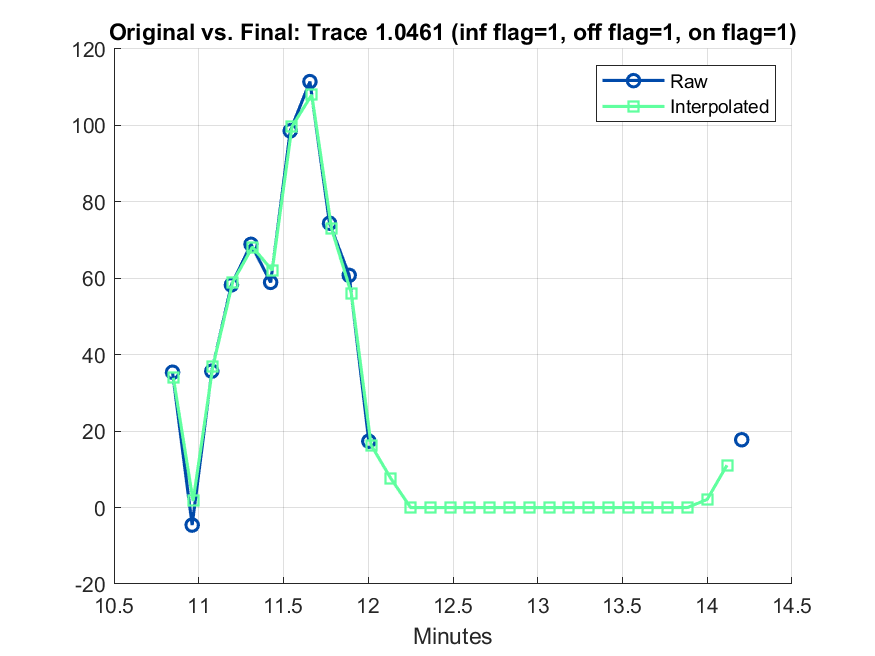 Original vs. Final: Trace 1.0461 (inf flag=1, off flag=1, on flag=1)
120
100
80
60
40
20
0
-20
Raw
Interpolated
10.5 11 11.5 12 12.5 13 13.5 14 14.5
Minutes